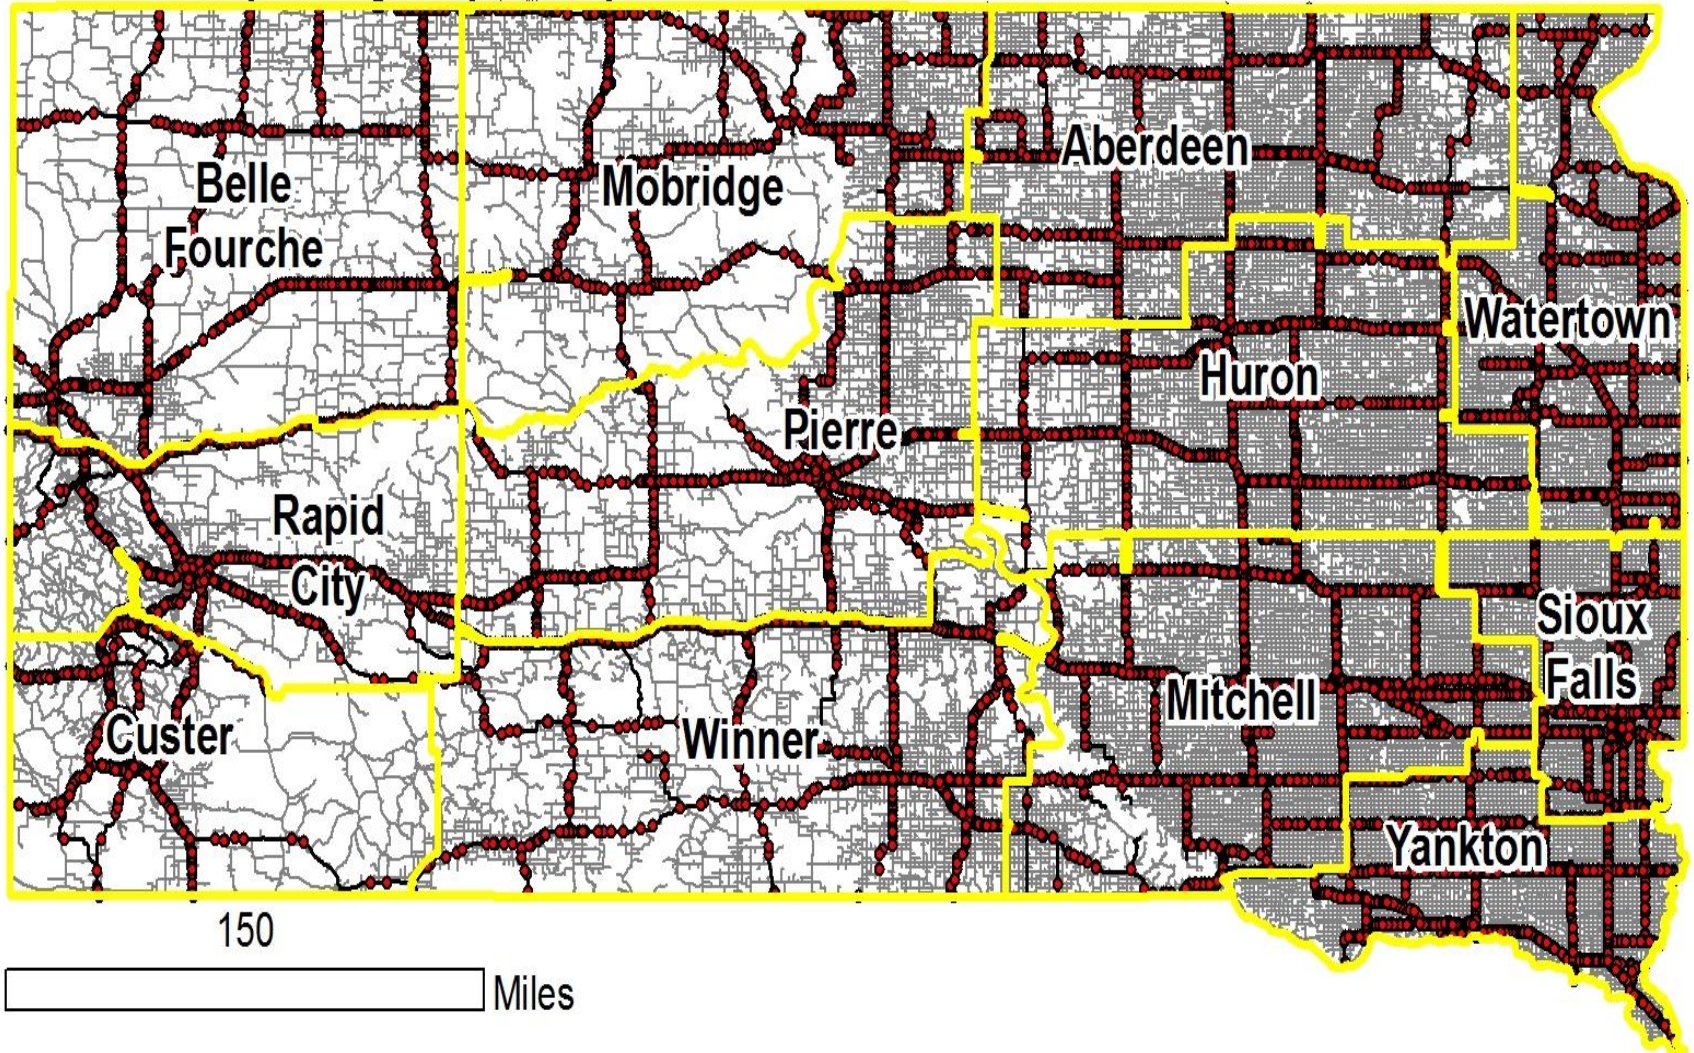 Aberdeen
Mobridge
Belle
Fourche
Watertown
Huron
Pierre
Rapid
City
Sioux
Falls
Mitchell
Winner
Custer
Yankton
150
Miles